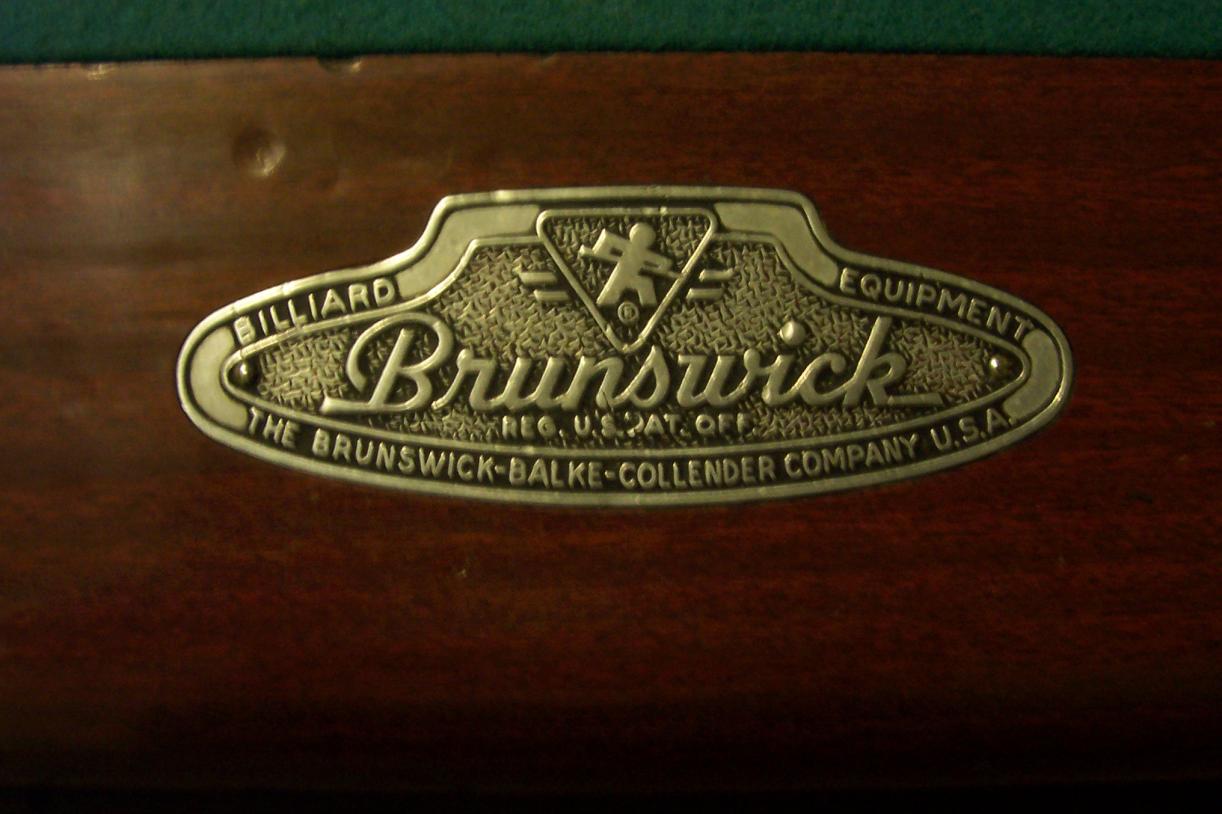 BILLIARD EQUIPMENT
®
Brunswick
REG. U.S. PAT. OFF.
THE BRUNSWICK-BALKE-COLLENDER COMPANY U.S.A.